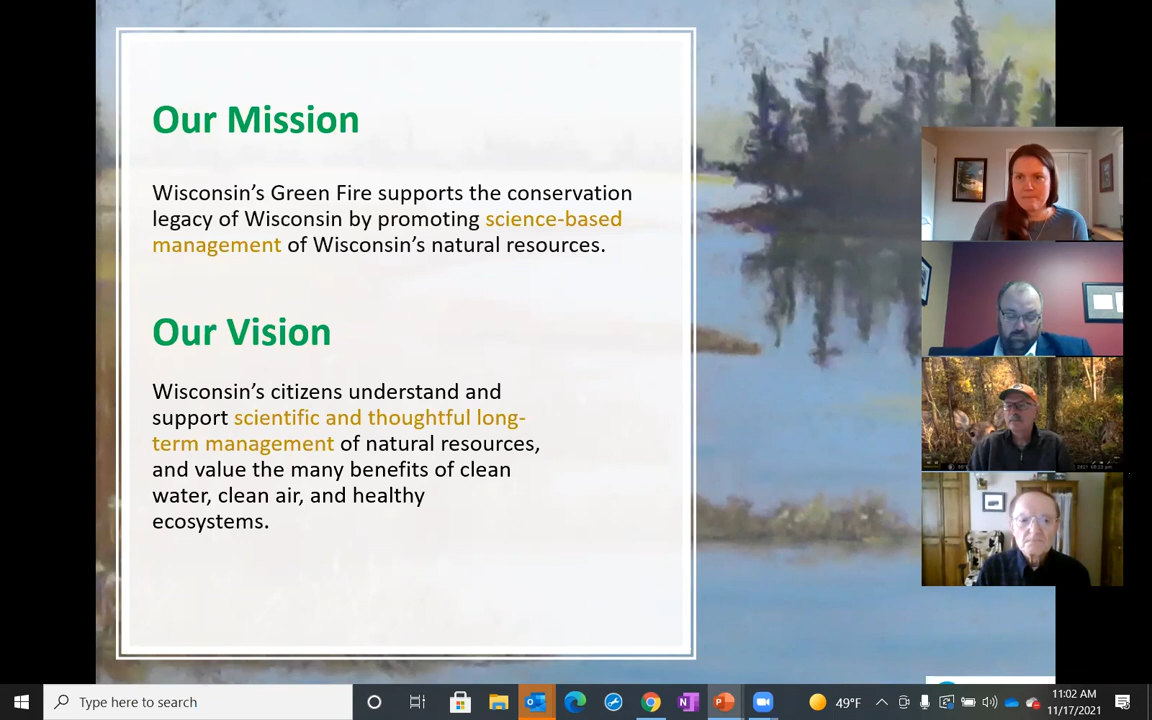 Our Mission
Wisconsin's Green Fire supports the conservation
legacy of Wisconsin by promoting science-based
management of Wisconsin's natural resources.
Our Vision
Wisconsin's citizens understand and
support scientific and thoughtful long-
term management of natural resources,
and value the many benefits of clean
water, clean air, and healthy
ecosystems.
Type here to search
49°F
11:02 AM
11/17/2021